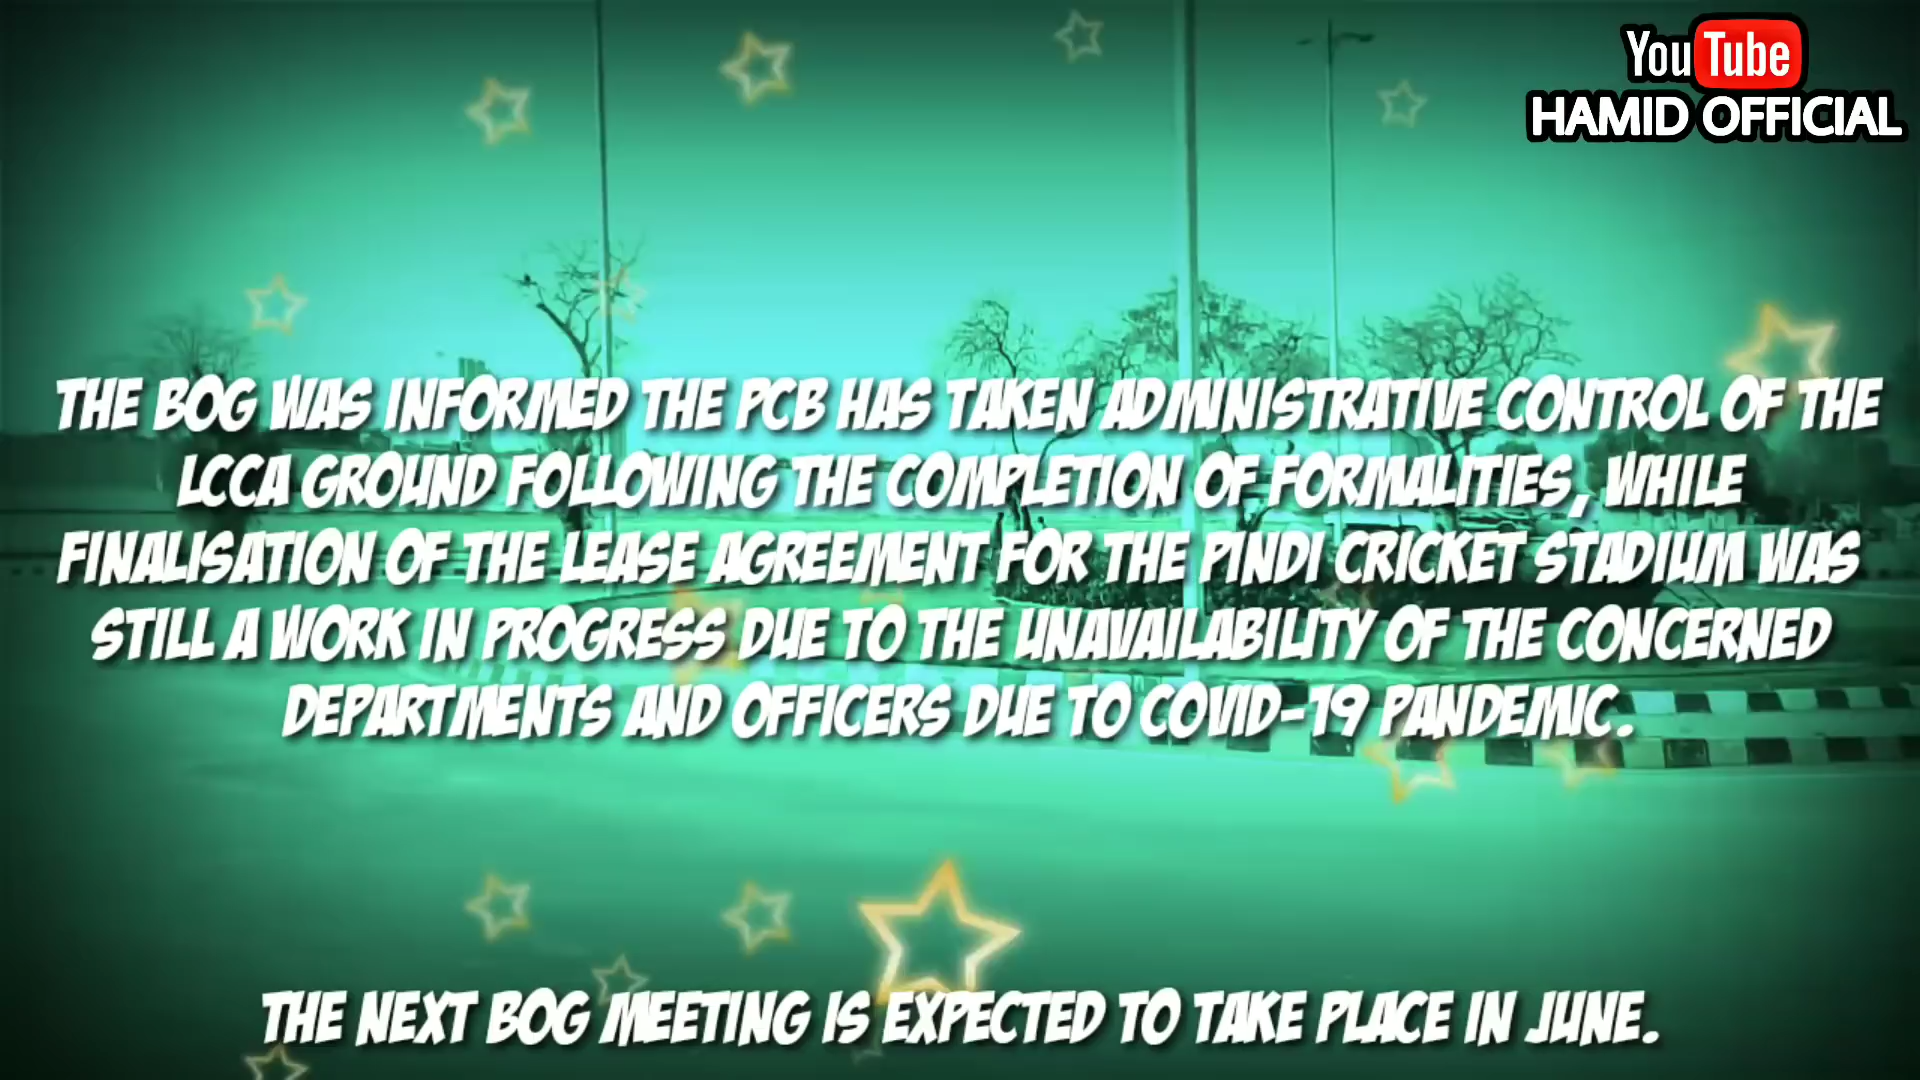 YouTube
HAMID OFFICIAL
THE BOG WAS INFORMED THE PCB HAS TAKEN ADMINISTRATIVE CONTROL OF THE
LCCA GROUND FOLLOWING THE COMPLETION OF FORMALITIES, WHILE
FINALISATION OF THE LEASE AGREEMENT FOR THE PINDI CRICKET STADIUM WAS
STILL A WORK IN PROGRESS DUE TO THE UNAVAILABILITY OF THE CONCERNED
DEPARTMENTS AND OFFICERS DUE TO COVID-19 PANDEMIC.
THE NEXT BOG MEETING IS EXPECTED TO TAKE PLACE IN JUNE.